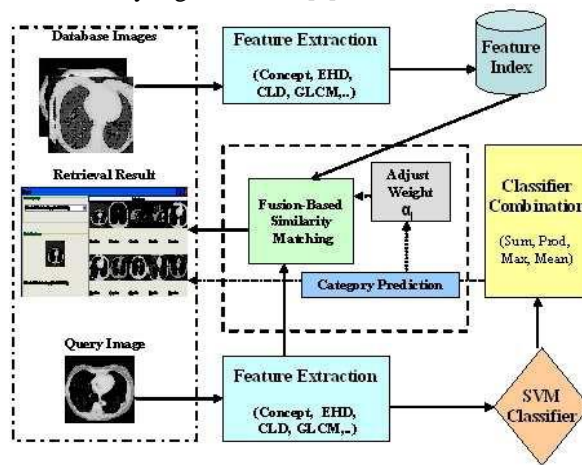 Database Images
Feature Extraction
(Concept, EHD,
CLD, GLCM,..)
Feature
Index
Retrieval Result
Fusion-Based
Similarity
Matching
Adjust
Weight
α
Classifier
Combination
(Sum, Prod,
Max, Mean)
Category Prediction
Query Image
Feature Extraction
(Concept, EHD,
CLD, GLCM,..)
SVM
Classifier